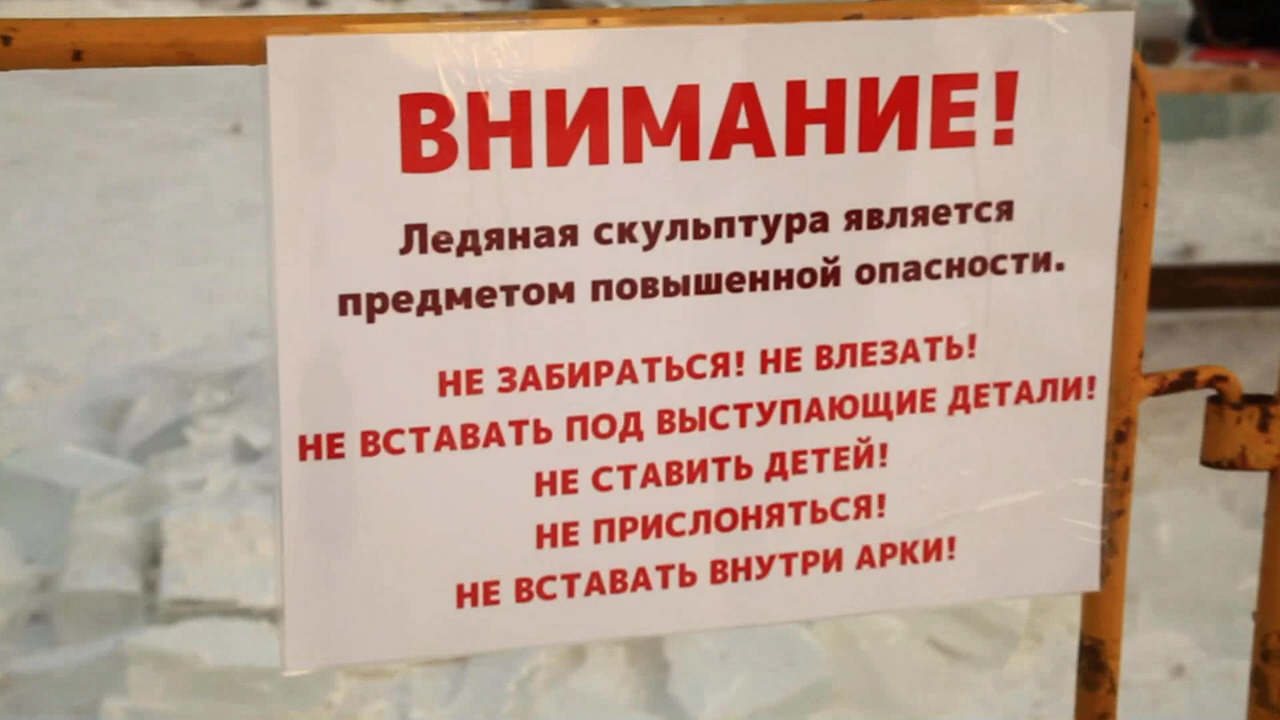 ВНИМАНИЕ!
Ледяная скульптура является
предметом повышенной опасности.
НЕ ЗАБИРАТЬСЯ! НЕ ВЛЕЗАТЬ!
НЕ ВСТАВАТЬ ПОД ВЫСТУПАЮЩИЕ ДЕТАЛИ!
НЕ СТАВИТЬ ДЕТЕЙ!
НЕ ПРИСЛОНЯТЬСЯ!
НЕ ВСТАВАТЬ ВНУТРИ АРКИ!